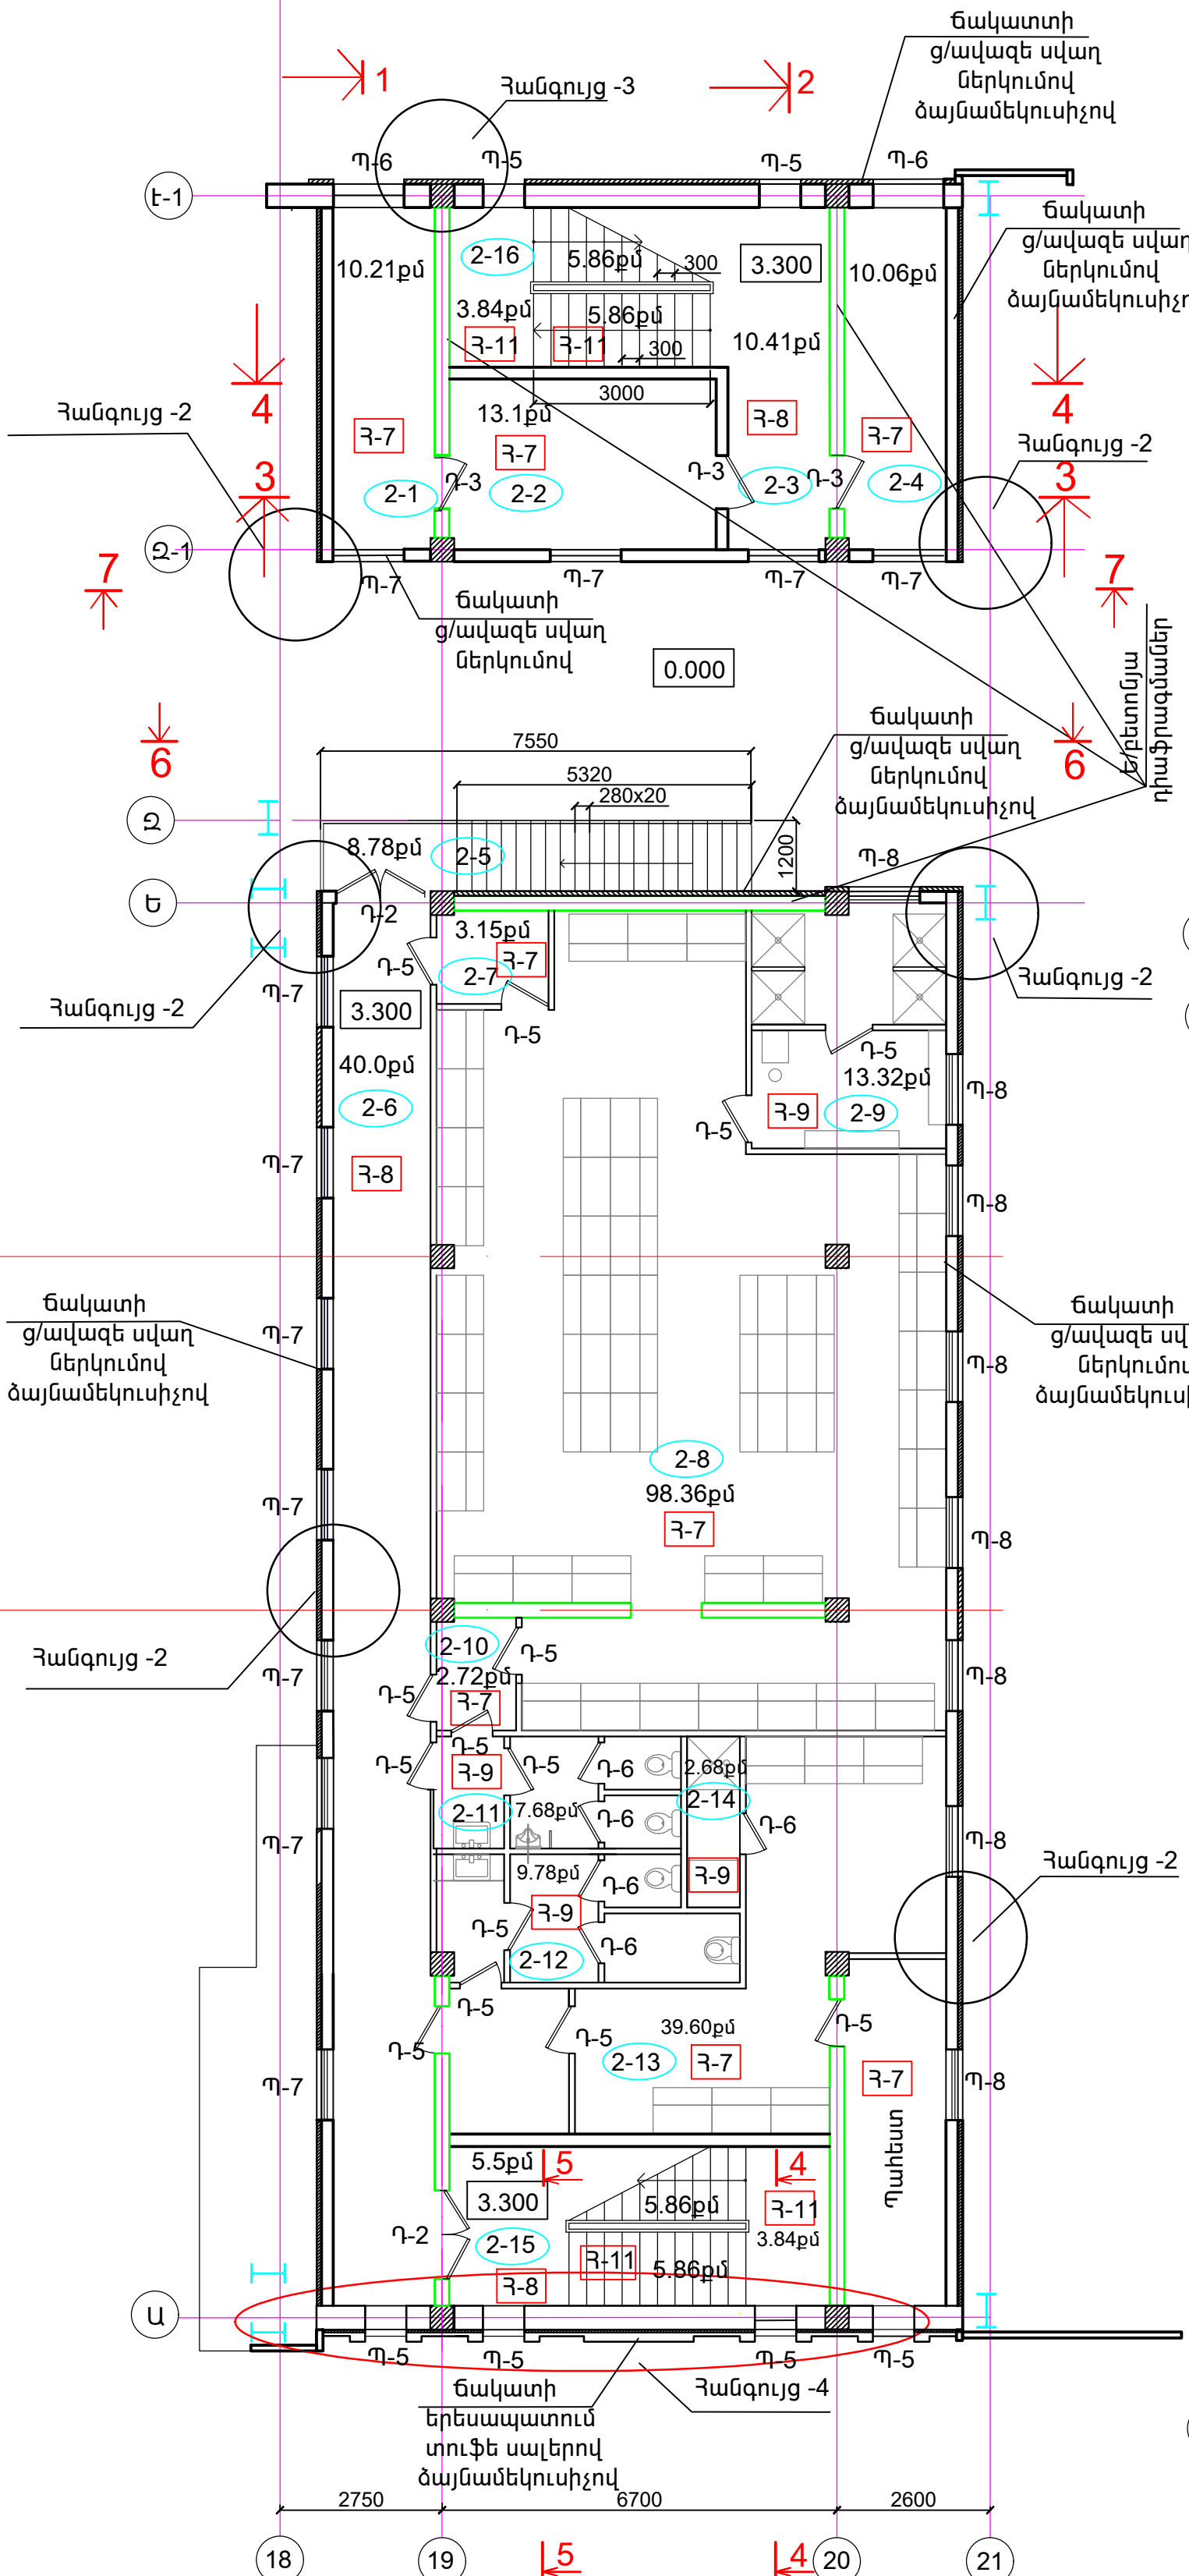 Ճակատտի
ց/ավազե սվաղ
ներկումով
ձայնամեկուսիչով
1
2
Հանգույց -3
Պ-6
Պ-5
Պ-5
Պ-6
Է-1
Ճակատի
ց/ավազե սվաղ
ներկումով
2-16
10.21քմ
5.86քմ
300
3.300
10.06քմ
3.84քմ
5.86քմ
Հ-11
Հ-11
300
10.41քմ
3000
4
4
Հանգույց -2
13.1քմ
Հ-7
Հ-7
Հ-8
Հ-7
Հանգույց -2
3
3
Դ-3
Դ-3
Դ-3
2-1
2-2
2-3
2-4
Զ-1
7
7
Պ-7
Պ-7
Պ-7
Պ-7
Ճակատի
ց/ավազե սվաղ
ներկումով
0.000
Ե/բետոնյա
դիաֆրագմաներ
6
6
7550
5320
280x20
1200
Ճակատի
ց/ավազե սվաղ
ներկումով
ձայնամեկուսիչով
Զ
8.78քմ
2-5
Պ-8
Ե
Դ-2
3.15քմ
Հ-7
Դ-5
2-7
Պ-7
Հանգույց -2
Հանգույց -2
3.300
Դ-5
Դ-5
40.0քմ
13.32քմ
2-6
Հ-9
2-9
Պ-8
Դ-5
Պ-7
Հ-8
Պ-8
Ճակատի
ց/ավազե սվաղ
ներկումով
ձայնամեկուսիչով
Պ-7
Ճակատի
Պ-8
2-8
98.36քմ
Հ-7
Պ-7
Պ-8
Հանգույց -2
2-10
Դ-5
2.72քմ
Հ-7
Դ-5
Պ-7
Պ-8
Դ-5
Դ-5
Դ-5
Դ-6
Հ-9
2.68քմ
2-11
7.68քմ
2-14
Դ-6
Դ-6
Պ-7
Պ-8
9.78քմ
Դ-6
Հ-9
Հ-9
Հանգույց -2
Դ-5
2-12
Դ-6
Դ-5
39.60քմ
Դ-5
Դ-5
Դ-5
2-13
Հ-7
Հ-7
Պ-7
Պ-8
Պահեստ
5.5քմ
5
4
3.300
5.86քմ
Հ-11
3.84քմ
Դ-2
2-15
Հ-11
5.86քմ
Հ-8
Ա
Պ-5
Պ-5
Պ-5
Պ-5
Ճակատի
երեսապատում
տուֆե սալերով
ձայնամեկուսիչով
Հանգույց -4
2750
6700
2600
18
19
5
4
20
21